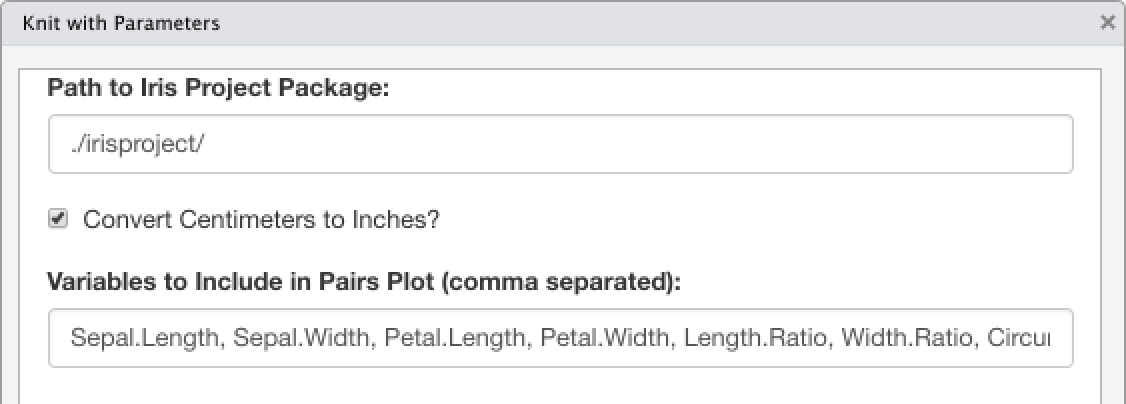 Knit with Parameters
Path to Iris Project Package:
./irisproject/
Convert Centimeters to Inches?
Variables to Include in Pairs Plot (comma separated):
Sepal.Length, Sepal.Width, Petal.Length, Petal.Width, Length.Ratio, Width.Ratio,